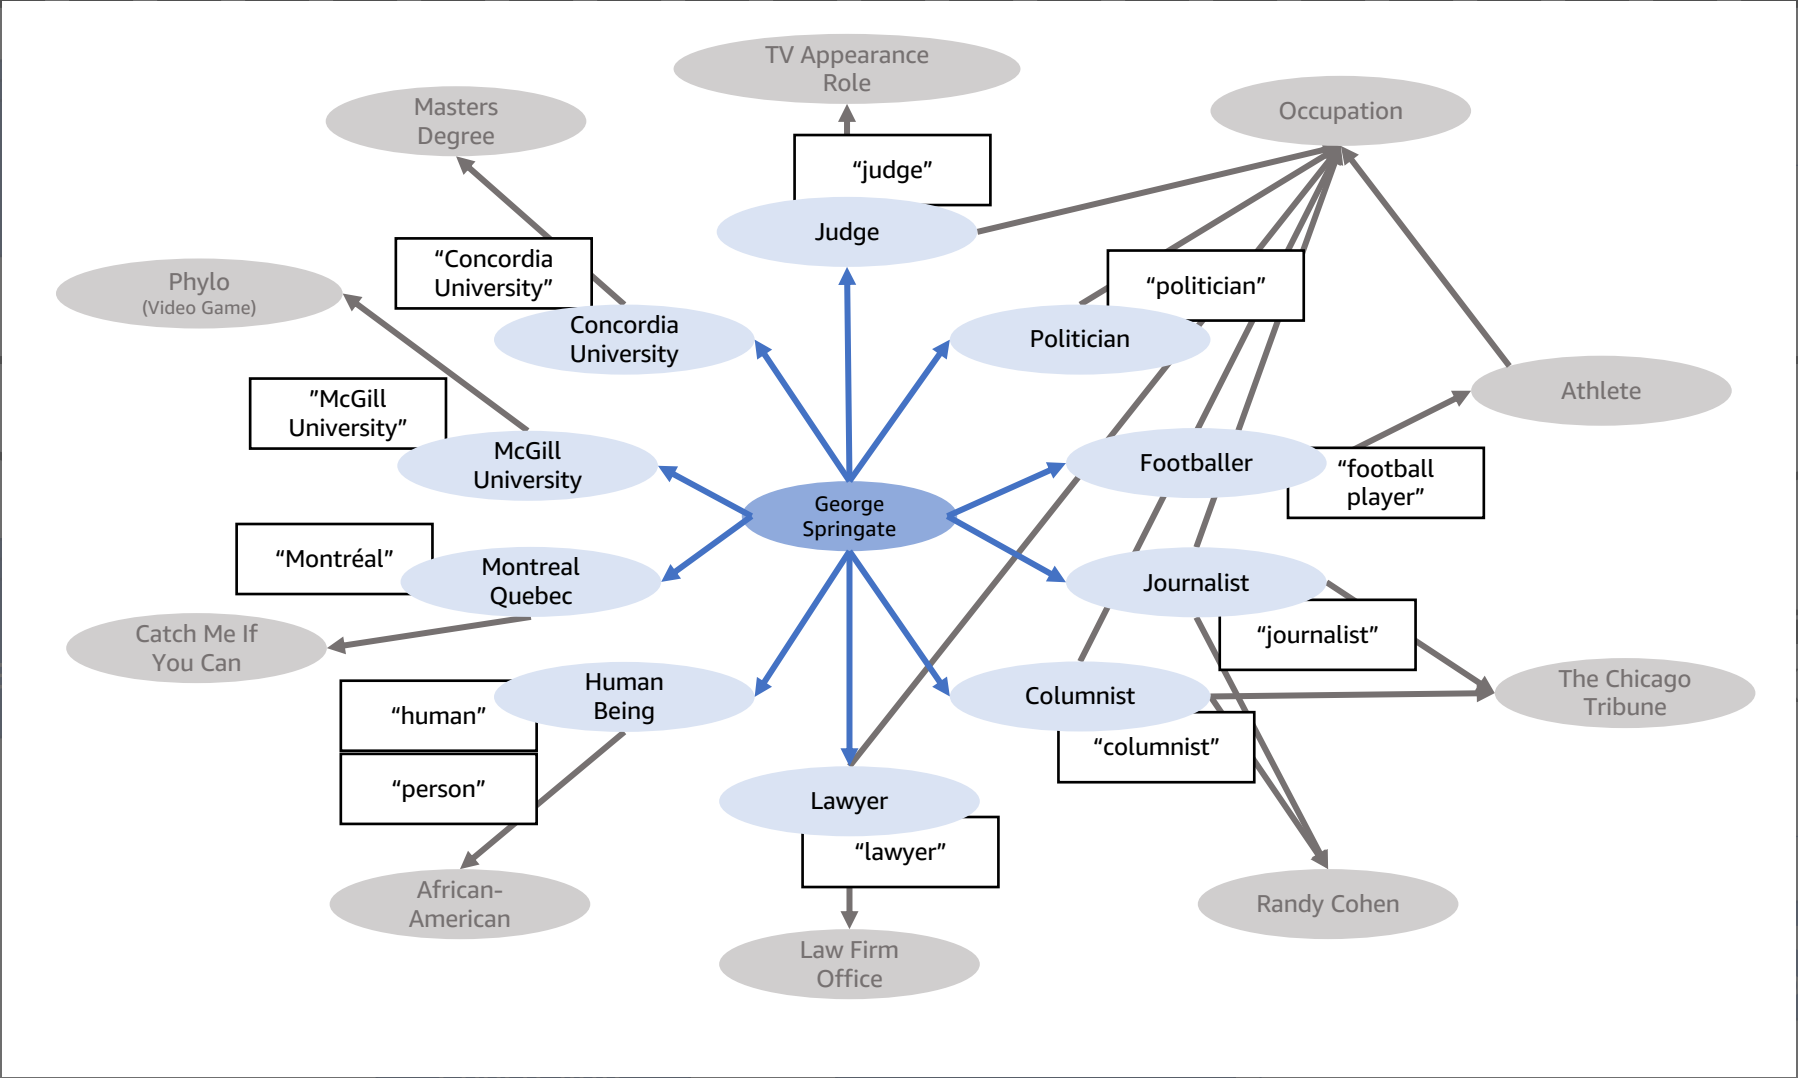 TV Appearance
Role
Masters
Degree
Occupation
“judge”
Judge
“Concordia
University”
Phylo
(Video Game)
“politician”
Concordia
University
Politician
Athlete
”McGill
University”
McGill
University
Footballer
“football
player”
George
Springate
“Montréal”
Montreal
Quebec
Journalist
“journalist”
Catch Me If
You Can
Human
Being
Columnist
The Chicago
Tribune
“human”
“columnist”
“person”
Lawyer
“lawyer”
African-
American
Randy Cohen
Law Firm
Office